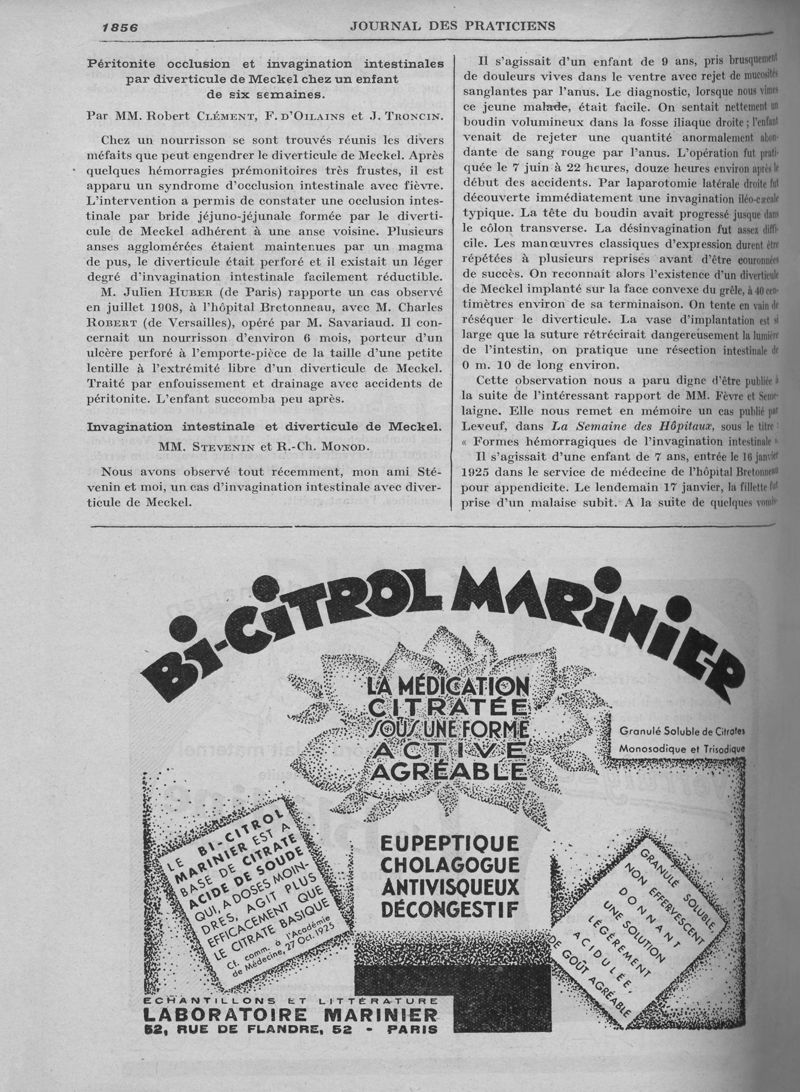 1856
JOURNAL DES PRATICIENS
Péritonite occlusion et invagination intestinales
par diverticule de Meckel chez un enfant
de six semaines.
Par MM. Robert CLÉMENT, F. D'OILAINS et J. TRONCIN.
Chez un nourrisson se sont trouvés réunis les divers
méfaits que peut engendrer le diverticule de Meckel. Après
quelques hémorragies prémonitoires très frustes, il est
apparu un syndrome d'occlusion intestinale avec fièvre.
L'intervention a permis de constater une occlusion intes-
tinale par bride jéjuno-jéjunale formée par le diverti-
cule de Meckel adhérent à une anse voisine. Plusieurs
anses agglomérées étaient maintenues par un magma
de pus, le diverticule était perforé et il existait un léger
degré d'invagination intestinale facilement réductible.
M. Julien HUBER (de Paris) rapporte un cas observé
en juillet 1908, à l'hôpital Bretonneau, avec M. Charles
ROBERT (de Versailles), opéré par M. Savariaud. Il con-
cernait un nourrisson d'environ 6 mois, porteur d'un
ulcère perforé à l'emporte-pièce de la taille d'une petite
lentille à l'extrémité libre d'un diverticule de Meckel.
Traité par enfouissement et drainage avec accidents de
péritonite. L'enfant succomba peu après.
Invagination intestinale et diverticule de Meckel.
MM. STEVENIN et R.-Ch. MONOD.
Nous avons observé tout récemment, mon ami Sté-
venin et moi, un cas d'invagination intestinale avec diver-
ticule de Meckel.
Il s'agissait d'un enfant de 9 ans, pris brusquement
de douleurs vives dans le ventre avec rejet de mucosités
sanglantes par l'anus. Le diagnostic, lorsque nous vîmes
ce jeune malade, était facile. On sentait nettement un
boudin volumineux dans la fosse iliaque droite ; l'enfant
venait de rejeter une quantité anormalement abon-
dante de sang rouge par l'anus. L'opération fut prati-
quée le 7 juin à 22 heures, douze heures environ après le
début des accidents. Par laparotomie latérale droite fut
découverte immédiatement une invagination iléo-cæcale
typique. La tête du boudin avait progressé jusque dans
le côlon transverse. La désinvagination fut assez diffi-
cile. Les manœuvres classiques d'expression durent être
répétées à plusieurs reprises avant d'être couronnées
de succès. On reconnaît alors l'existence d'un diverticule
de Meckel implanté sur la face convexe du grêle, à 40 cen-
timètres environ de sa terminaison. On tente en vain de
réséquer le diverticule. La vase d'implantation est si
large que la suture rétrécirait dangereusement la lumière
de l'intestin, on pratique une résection intestinale de
0 m. 10 de long environ.
Cette observation nous a paru digne d'être publiée à
la suite de l'intéressant rapport de MM. Fèvre et Seme-
laigne. Elle nous remet en mémoire un cas publié par
Leveuf, dans La Semaine des Hôpitaux, sous le titre :
« Formes hémorragiques de l'invagination intestinale ».
Il s'agissait d'une enfant de 7 ans, entrée le 16 janvier
1925 dans le service de médecine de l'hôpital Bretonneau
pour appendicite. Le lendemain 17 janvier, la fillette fut
prise d'un malaise subit. A la suite de quelques vomis-
BI-CITROL MARINIER
LA MÉDICATION
CITRATÉE
SOUS UNE FORME
ACTIVE
AGRÉABLE
Granulé Soluble de Citrates
Monosodique et Trisodique
LE BI-CITROL
MARINIER EST A
BASE DE CITRATE
ACIDE DE SOUDE
QUI, A DOSES MOIN-
DRES, AGIT PLUS
EFFICACEMENT QUE
LE CITRATE BASIQUE
Cf. comm. à l'Académie
de Médecine, 27 Oct. 1925
EUPEPTIQUE
CHOLAGOGUE
ANTIVISQUEUX
DÉCONGESTIF
GRANULÉ SOLUBLE,
NON EFFERVESCENT
DONNANT
UNE SOLUTION
LÉGÈREMENT
ACIDULÉE,
DE GOÛT AGRÉABLE
ECHANTILLONS ET LITTÉRATURE
LABORATOIRE MARINIER
52, RUE DE FLANDRE, 52 - PARIS